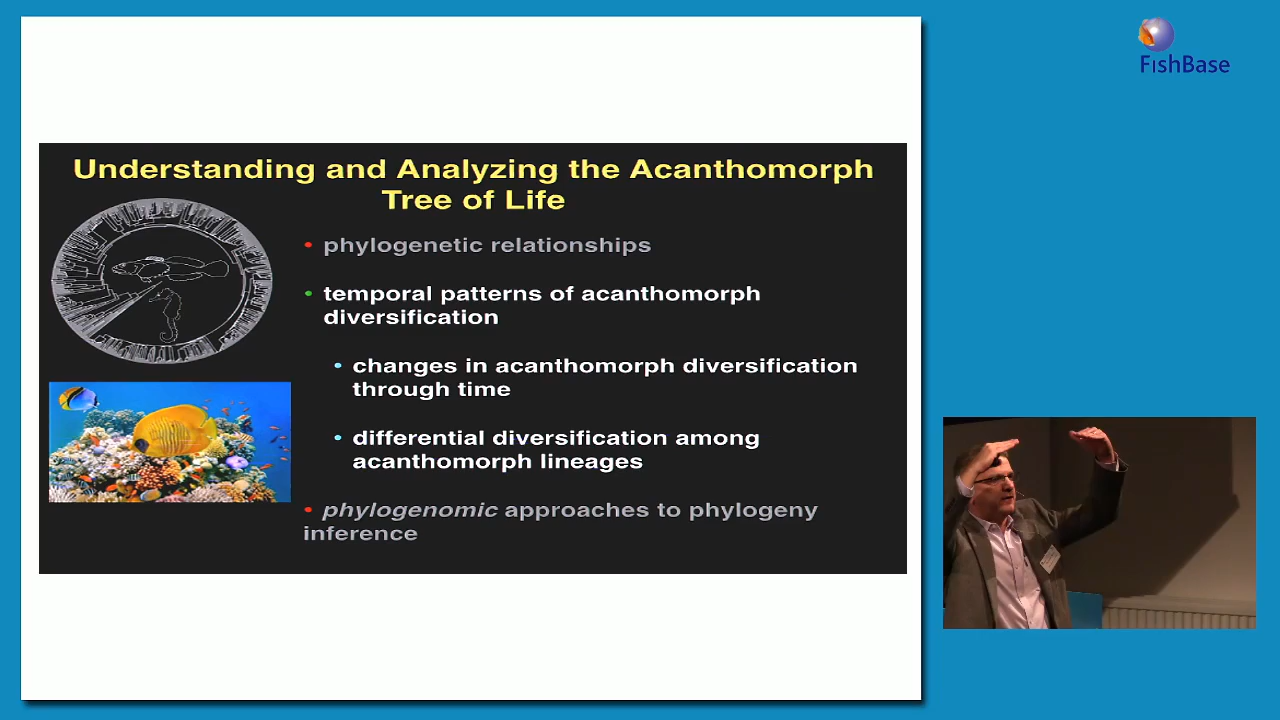 FishBase
Understanding and Analyzing the Acanthomorph
Tree of Life
• phylogenetic relationships
• temporal patterns of acanthomorph
diversification
• changes in acanthomorph diversification
through time
• differential diversification among
acanthomorph lineages
• phylogenomic approaches to phylogeny
inference